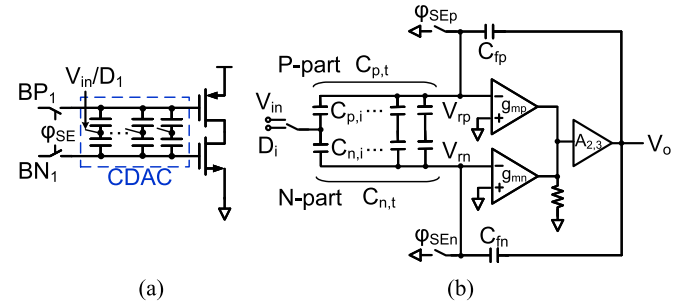 V_in/D_1
BP_1
φ_SE
BN_1
CDAC
(a)
φ_SEp
C_fp
P-part C_p,t
V_in
D_i
C_p,i ...
C_n,i ...
V_rp
V_rn
− +
g_mp
− +
g_mn
A_2,3
V_o
N-part C_n,t
φ_SEn
C_fn
(b)